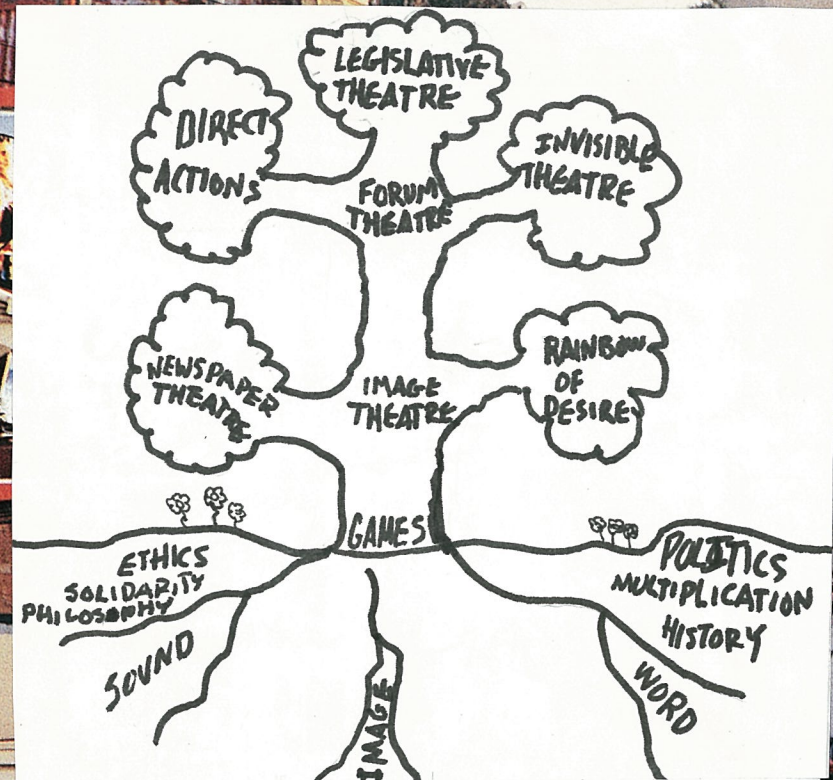 LEGISLATIVE
THEATRE
DIRECT
ACTIONS
INVISIBLE
THEATRE
FORUM
THEATRE
NEWSPAPER
THEATRE
IMAGE
THEATRE
RAINBOW
OF
DESIRE
GAMES
ETHICS
SOLIDARITY
PHILOSOPHY
POLITICS
MULTIPLICATION
HISTORY
SOUND
IMAGE
WORD